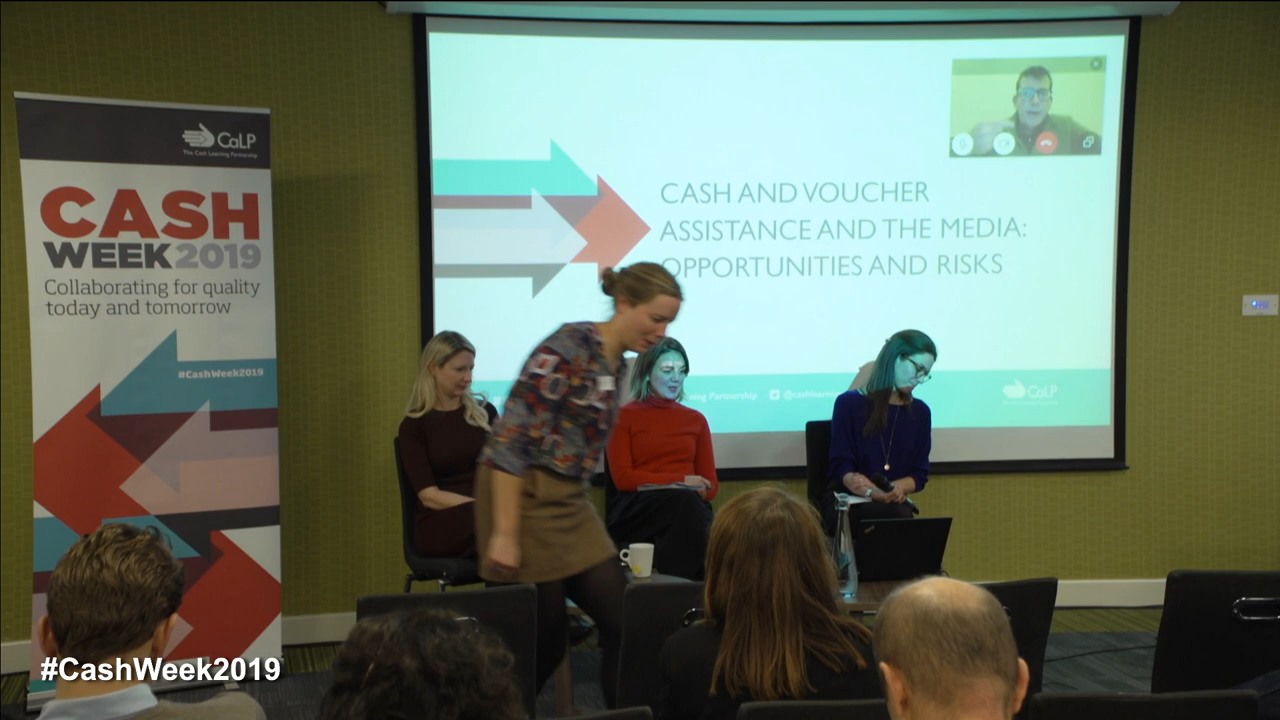 CaLP
The Cash Learning Partnership
CASH
WEEK2019
Collaborating for quality
today and tomorrow
#CashWeek2019
CASH AND VOUCHER
ASSISTANCE AND THE MEDIA:
OPPORTUNITIES AND RISKS
Partnership
CaLP
#CashWeek2019